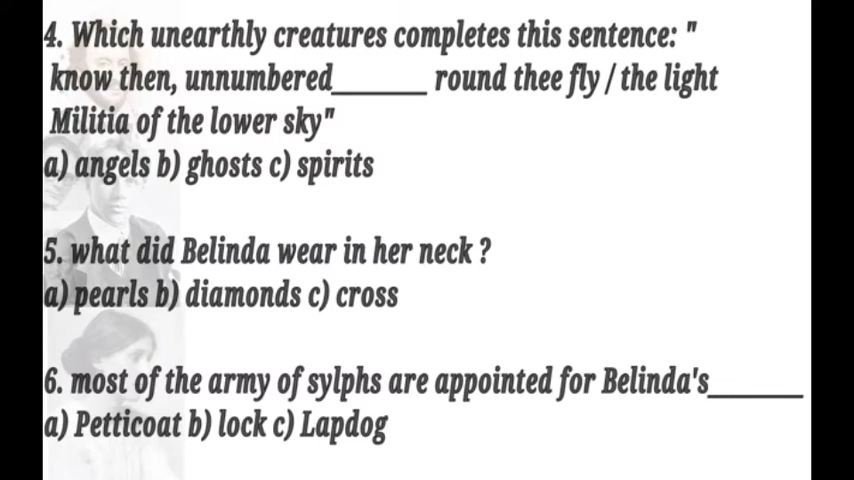 4. Which unearthly creatures completes this sentence: "
know then, unnumbered_______ round thee fly / the light
Militia of the lower sky"
a) angels b) ghosts c) spirits
5. what did Belinda wear in her neck ?
a) pearls b) diamonds c) cross
6. most of the army of sylphs are appointed for Belinda's_______
a) Petticoat b) lock c) Lapdog